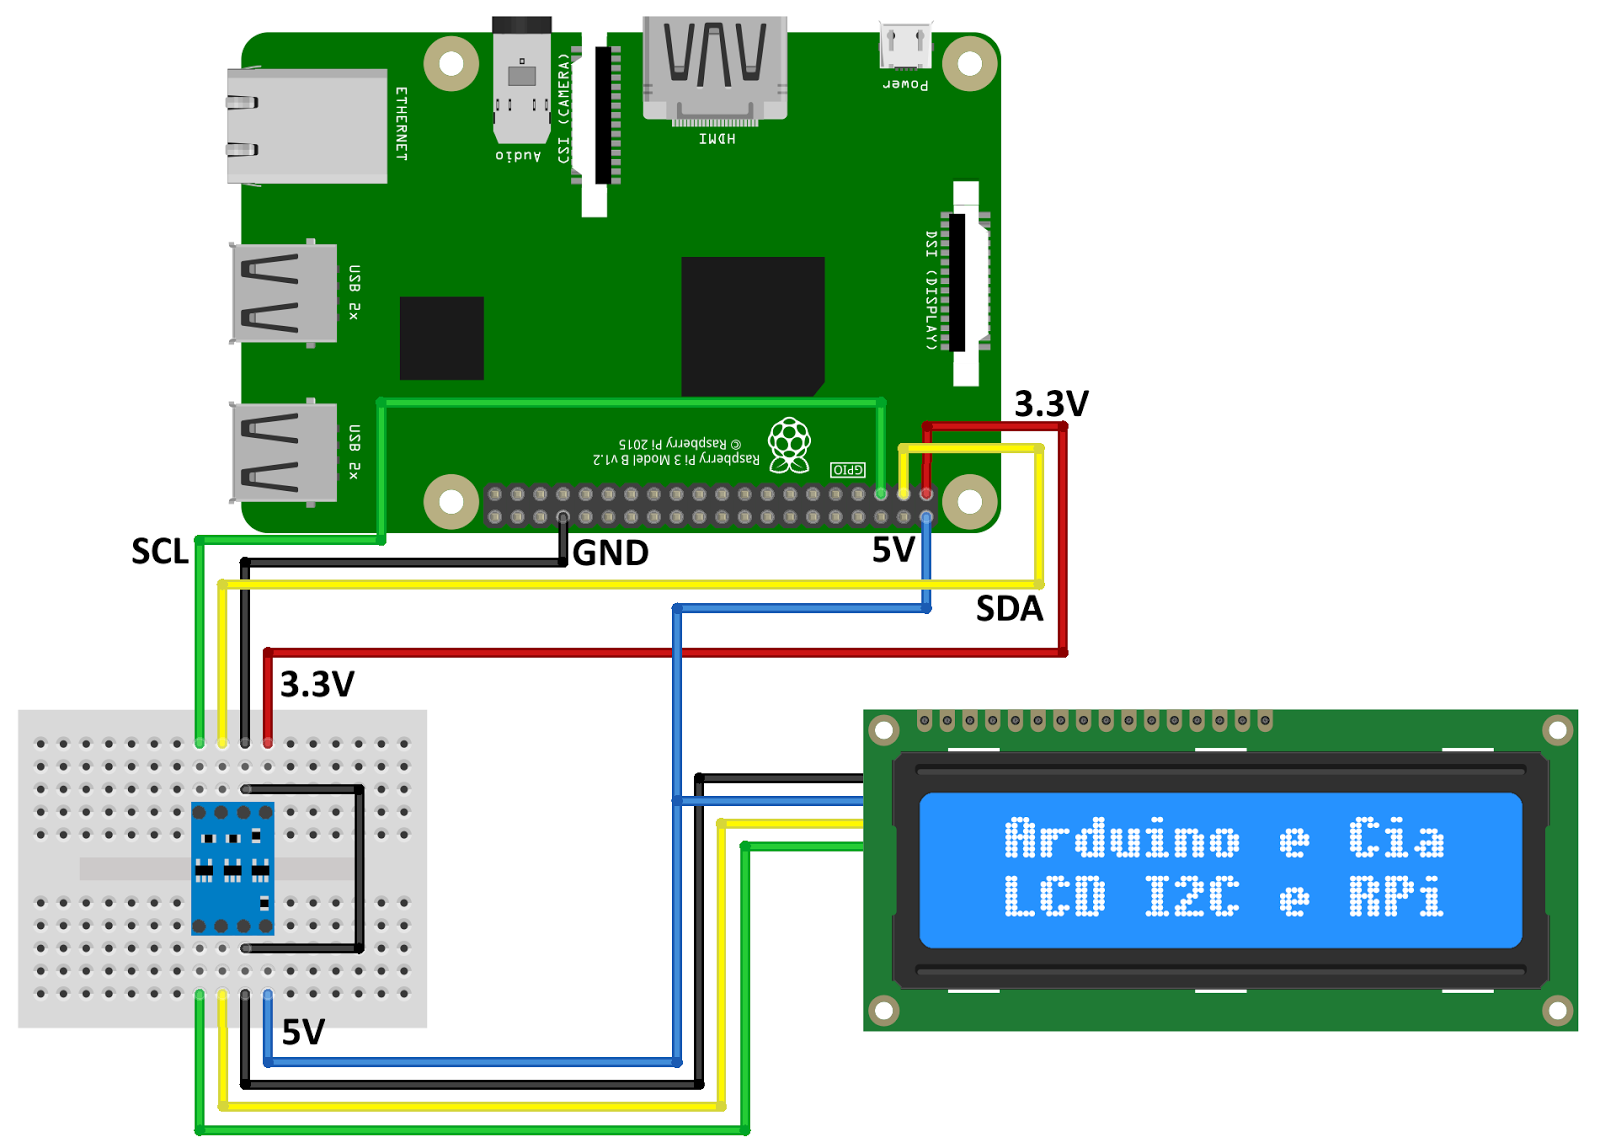 ETHERNET
Audio
CSI (CAMERA)
HDMI
Power
USB 2x
DSI (DISPLAY)
3.3V
© Raspberry Pi 2015
Raspberry Pi 3 Model B v1.2
GPIO
USB 2x
SCL
GND
5V
SDA
3.3V
Arduino e Cia
LCD I2C e RPi
5V